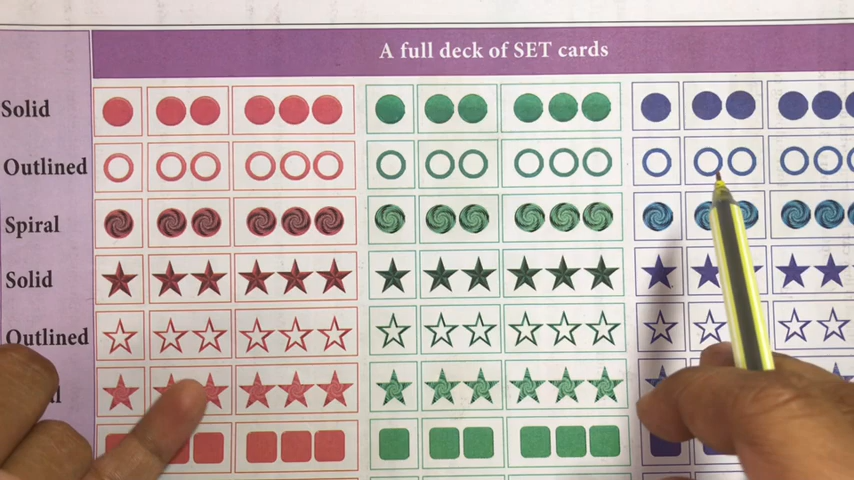 A full deck of SET cards
Solid
Outlined
Spiral
Solid
Outlined